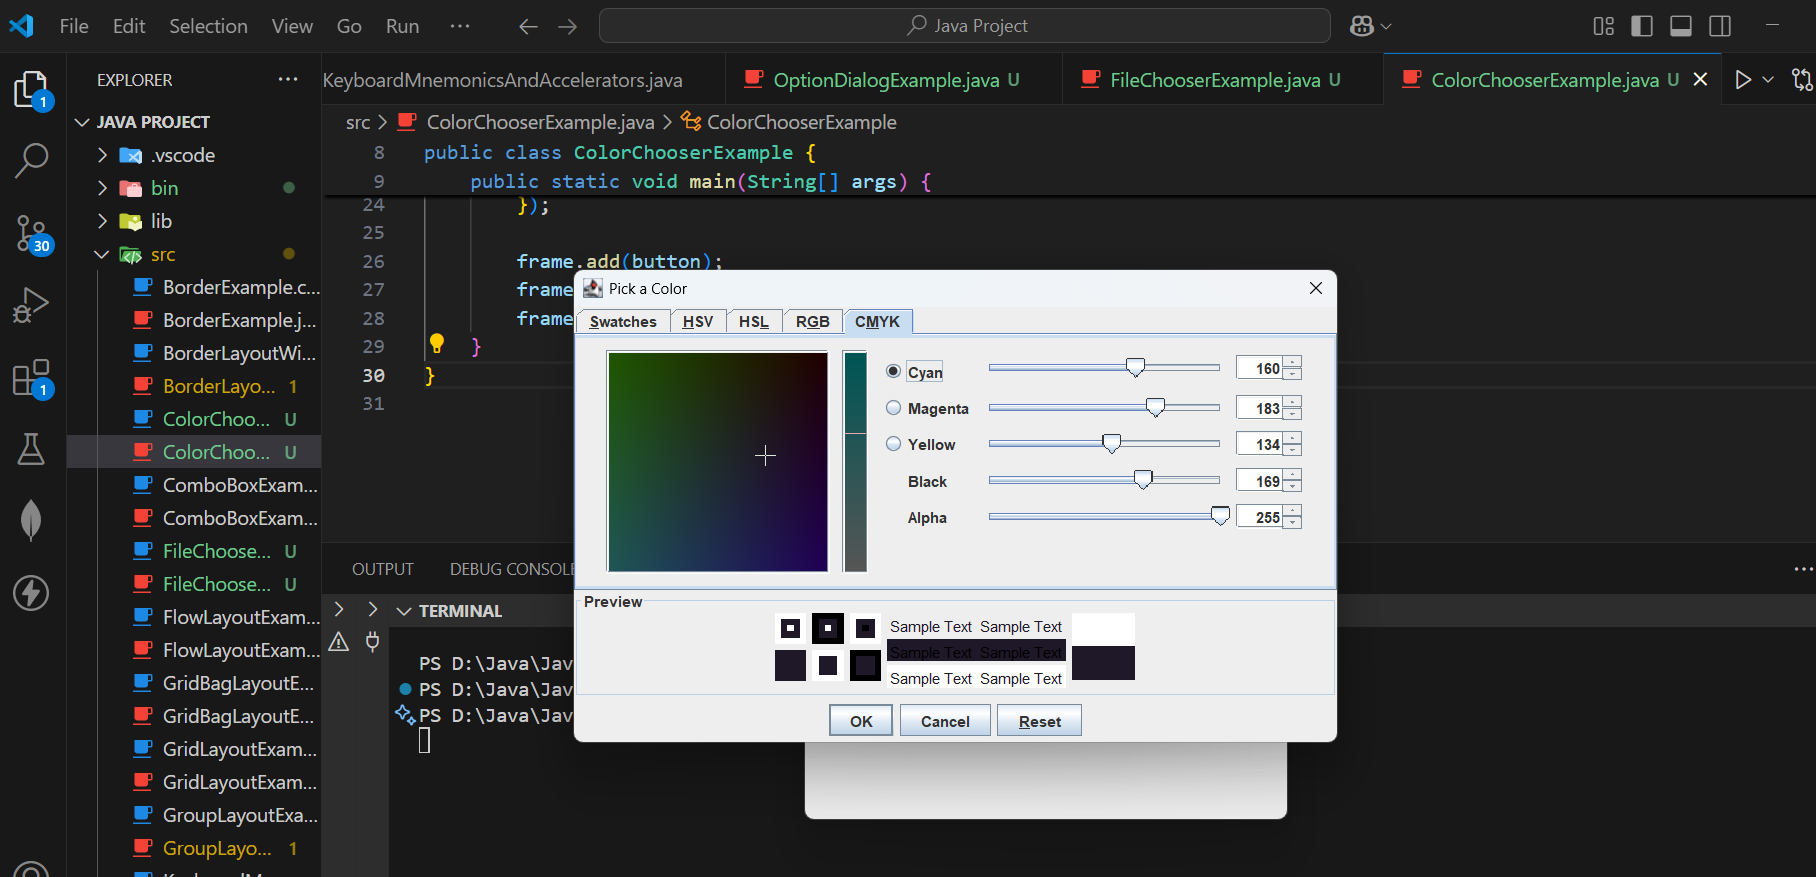 File Edit Selection View Go Run ··· Java Project
EXPLORER ···
1
JAVA PROJECT
.vscode
bin
lib
src
30
1
BorderExample.c...
BorderExample.j...
BorderLayoutWi...
BorderLayo... 1
ColorChoo... U
ColorChoo... U
ComboBoxExam...
ComboBoxExam...
FileChoose... U
FileChoose... U
FlowLayoutExam...
FlowLayoutExam...
GridBagLayoutE...
GridBagLayoutE...
GridLayoutExam...
GridLayoutExam...
GroupLayoutExa...
GroupLayo... 1
KeyboardMnemonicsAndAccelerators.java OptionDialogExample.java U FileChooserExample.java U ColorChooserExample.java U
src > ColorChooserExample.java > ColorChooserExample
8 public class ColorChooserExample {
9 public static void main(String[] args) {
24 });
25
26 frame.add(button);
27 frame
28 frame
29 }
30 }
31
Pick a Color
Swatches HSV HSL RGB CMYK
Cyan 160
Magenta 183
Yellow 134
Black 169
Alpha 255
Preview
Sample Text Sample Text
Sample Text Sample Text
Sample Text Sample Text
OK Cancel Reset
OUTPUT DEBUG CONSOLE ···
TERMINAL
PS D:\Java\Jav
PS D:\Java\Jav
PS D:\Java\Jav